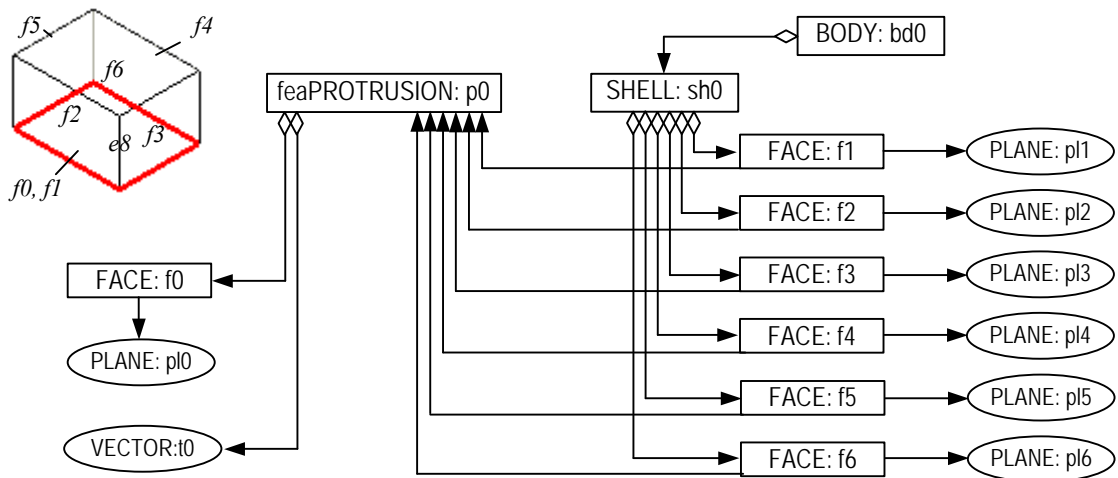 f5
f4
f6
f2
f3
e8
f0, f1
BODY: bd0
feaPROTRUSION: p0
SHELL: sh0
FACE: f1
PLANE: pl1
FACE: f2
PLANE: pl2
FACE: f0
FACE: f3
PLANE: pl3
PLANE: pl0
FACE: f4
PLANE: pl4
FACE: f5
PLANE: pl5
VECTOR:t0
FACE: f6
PLANE: pl6